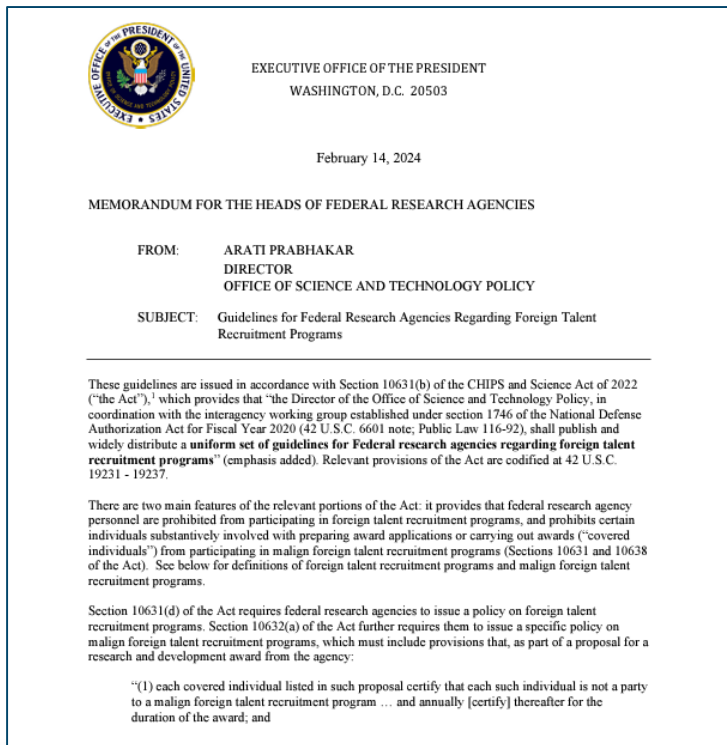 EXECUTIVE OFFICE OF THE PRESIDENT
WASHINGTON, D.C. 20503
February 14, 2024
MEMORANDUM FOR THE HEADS OF FEDERAL RESEARCH AGENCIES
FROM: ARATI PRABHAKAR
DIRECTOR
OFFICE OF SCIENCE AND TECHNOLOGY POLICY
SUBJECT: Guidelines for Federal Research Agencies Regarding Foreign Talent
Recruitment Programs
These guidelines are issued in accordance with Section 10631(b) of the CHIPS and Science Act of 2022
(“the Act”),1 which provides that “the Director of the Office of Science and Technology Policy, in
coordination with the interagency working group established under section 1746 of the National Defense
Authorization Act for Fiscal Year 2020 (42 U.S.C. 6601 note; Public Law 116-92), shall publish and
widely distribute a uniform set of guidelines for Federal research agencies regarding foreign talent
recruitment programs” (emphasis added). Relevant provisions of the Act are codified at 42 U.S.C.
19231 - 19237.
There are two main features of the relevant portions of the Act: it provides that federal research agency
personnel are prohibited from participating in foreign talent recruitment programs, and prohibits certain
individuals substantively involved with preparing award applications or carrying out awards (“covered
individuals”) from participating in malign foreign talent recruitment programs (Sections 10631 and 10638
of the Act). See below for definitions of foreign talent recruitment programs and malign foreign talent
recruitment programs.
Section 10631(d) of the Act requires federal research agencies to issue a policy on foreign talent
recruitment programs. Section 10632(a) of the Act further requires them to issue a specific policy on
malign foreign talent recruitment programs, which must include provisions that, as part of a proposal for a
research and development award from the agency:
“(1) each covered individual listed in such proposal certify that each such individual is not a party
to a malign foreign talent recruitment program … and annually [certify] thereafter for the
duration of the award; and
EXECUTIVE OFFICE OF THE PRESIDENT OF THE UNITED STATES
OFFICE OF SCIENCE AND TECHNOLOGY POLICY